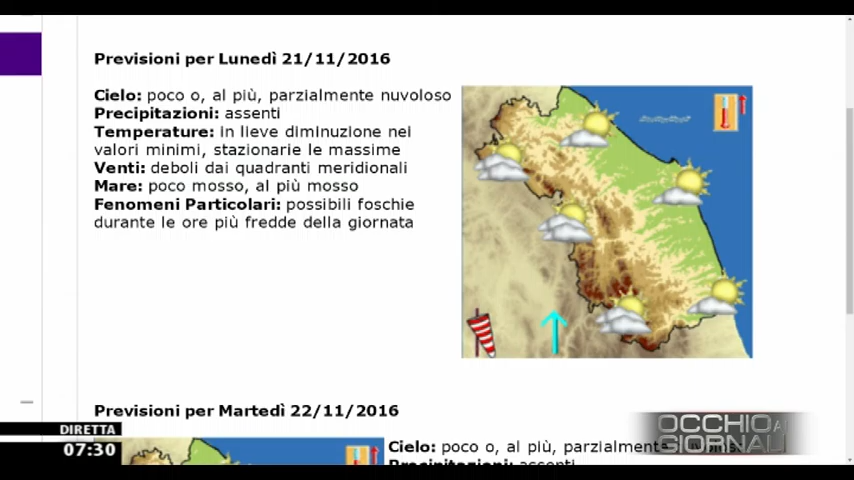 Previsioni per Lunedì 21/11/2016
Cielo: poco o, al più, parzialmente nuvoloso
Precipitazioni: assenti
Temperature: in lieve diminuzione nei
valori minimi, stazionarie le massime
Venti: deboli dai quadranti meridionali
Mare: poco mosso, al più mosso
Fenomeni Particolari: possibili foschie
durante le ore più fredde della giornata
Previsioni per Martedì 22/11/2016
Cielo: poco o, al più, parzialmente
Precipitazioni: assenti
DIRETTA
07:30
OCCHIO AI
GIORNALI